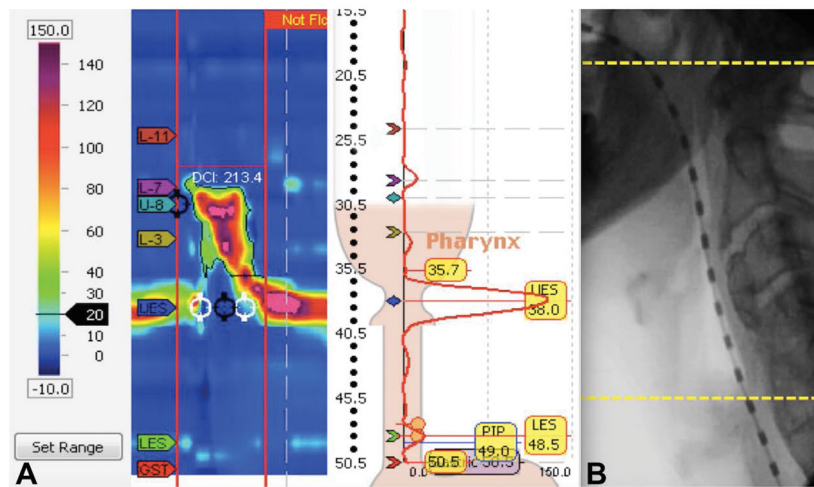 150.0
140
120
100
80
60
40
30
20
10
0
-10.0
Set Range
A
Not Flo
L-11
DCI: 213.4
L-7
U-8
L-3
UES
LES
GST
15.5
20.5
25.5
30.5
35.5
40.5
45.5
50.5
Pharynx
35.7
UES
38.0
LES
48.5
PIP
49.0
50.5
0.0
150.0
B